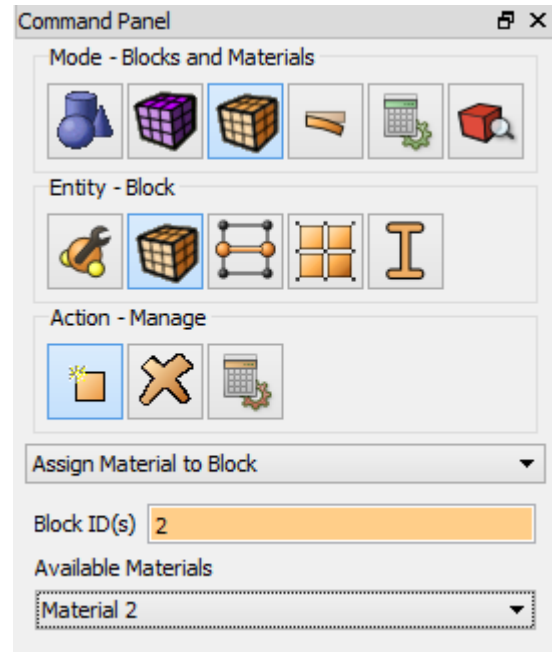 Command Panel
Mode - Blocks and Materials
Entity - Block
Action - Manage
Assign Material to Block
Block ID(s) 2
Available Materials
Material 2